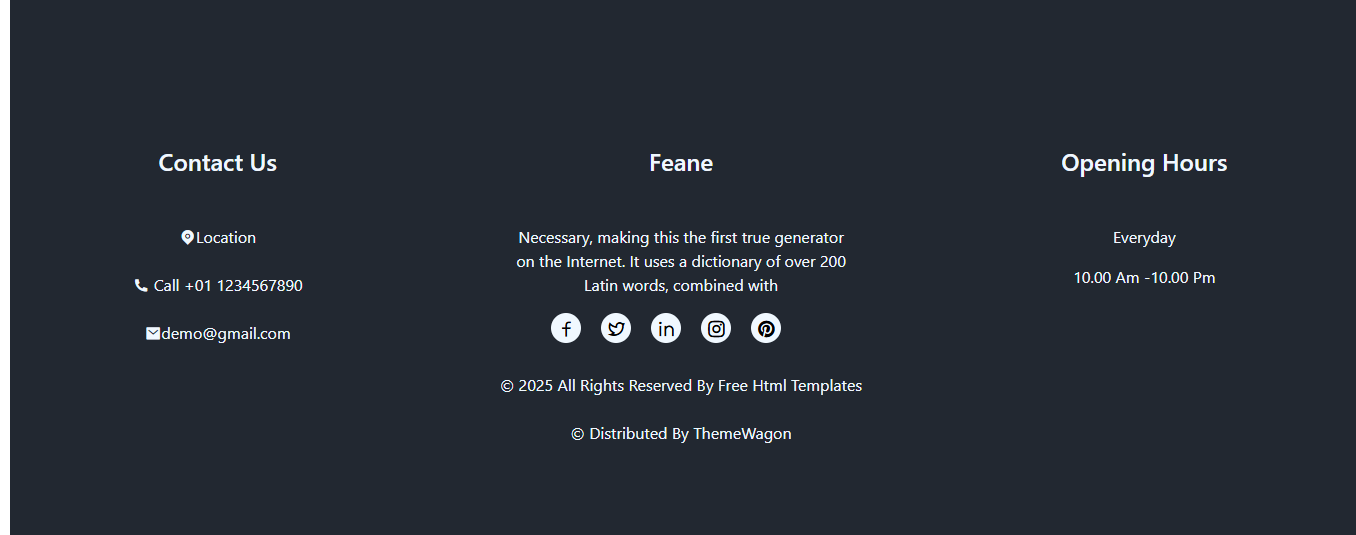 Contact Us
Location
Call +01 1234567890
demo@gmail.com
Feane
Necessary, making this the first true generator
on the Internet. It uses a dictionary of over 200
Latin words, combined with
© 2025 All Rights Reserved By Free Html Templates
© Distributed By ThemeWagon
Opening Hours
Everyday
10.00 Am -10.00 Pm